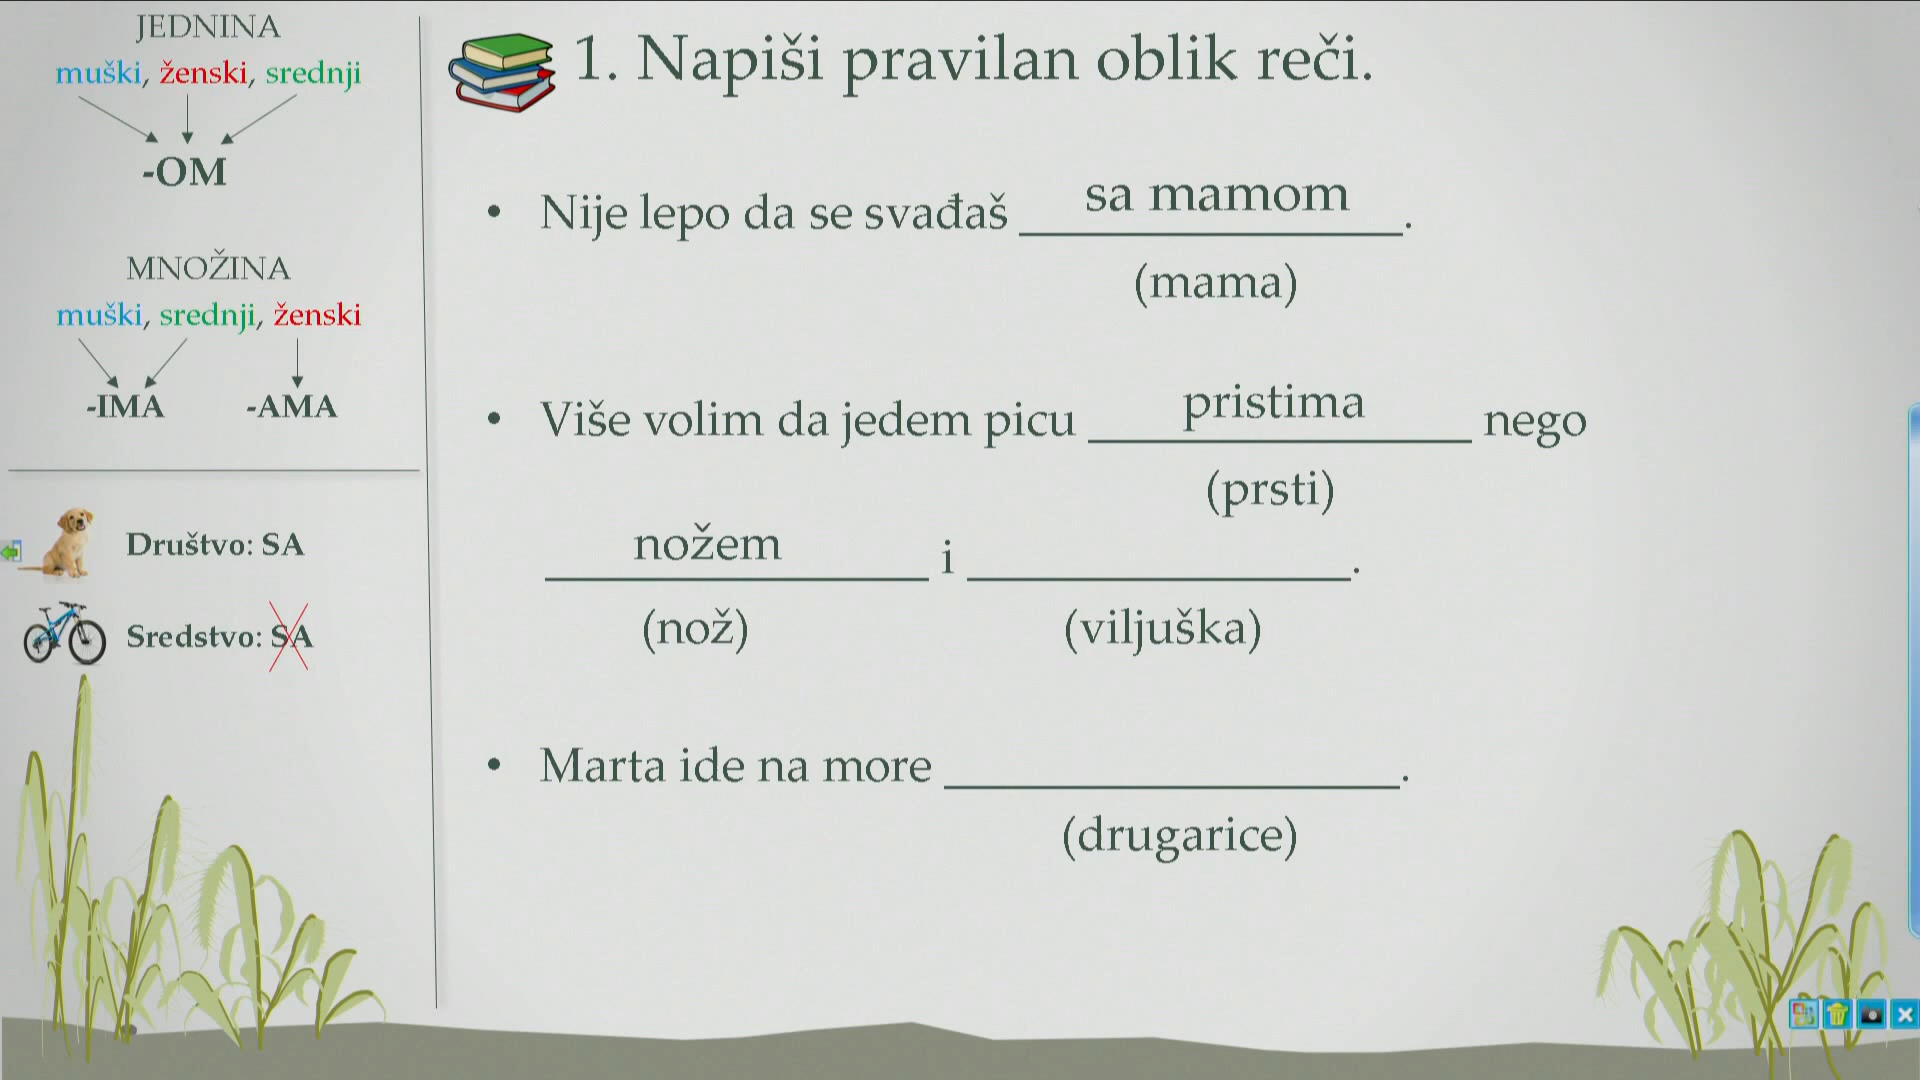 JEDNINA
muški, ženski, srednji
-OM
MNOŽINA
muški, srednji, ženski
-IMA -AMA
Društvo: SA
Sredstvo: SA
1. Napiši pravilan oblik reči.
• Nije lepo da se svađaš sa mamom.
(mama)
• Više volim da jedem picu pristima nego
(prsti)
nožem i ____________.
(nož) (viljuška)
• Marta ide na more ____________.
(drugarice)